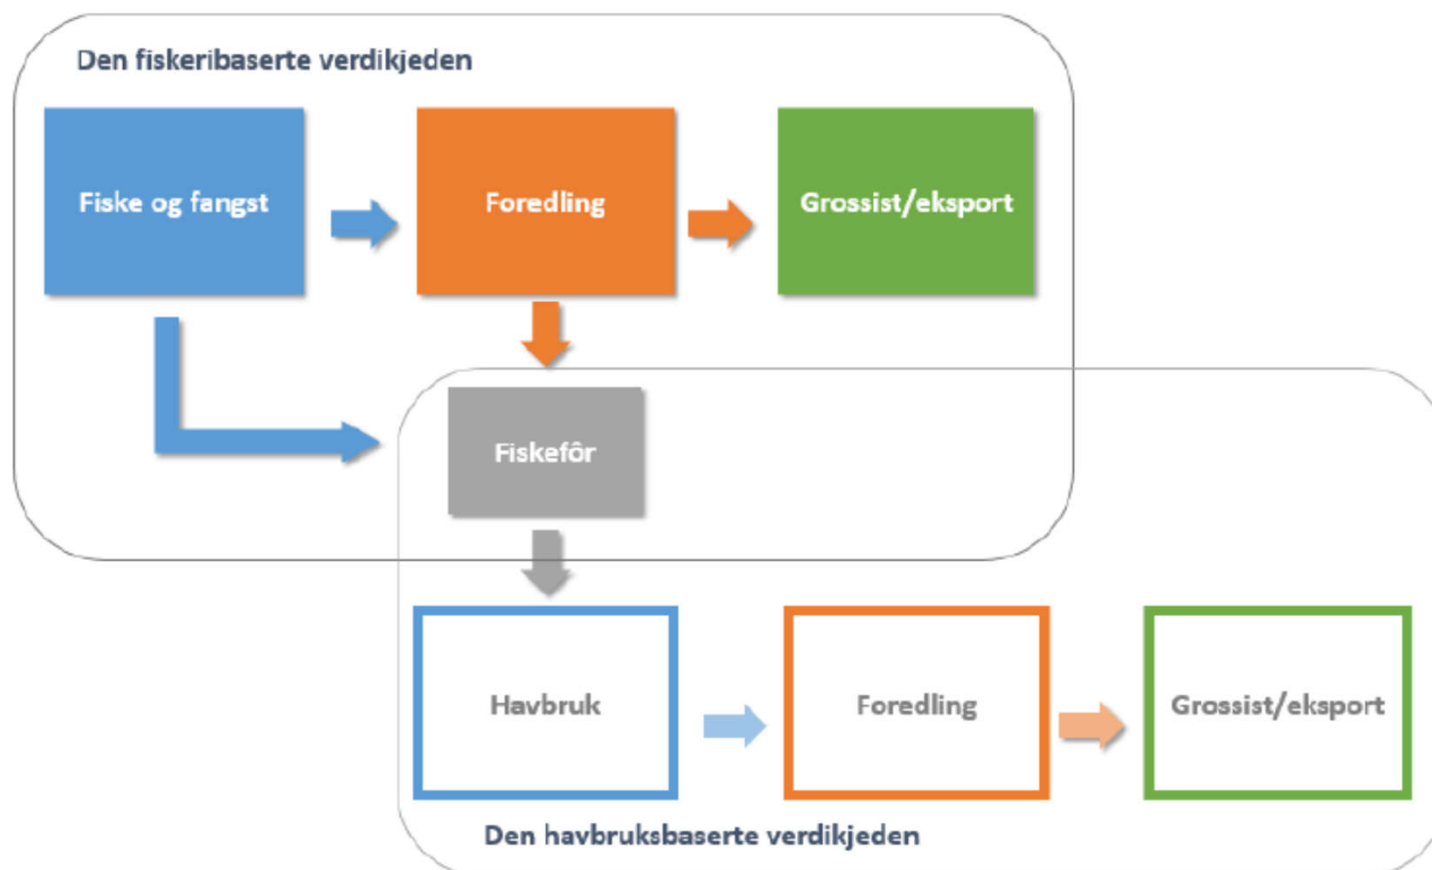 Den fiskeribaserte verdikjeden
Fiske og fangst
Foredling
Grossist/eksport
Fiskefôr
Havbruk
Foredling
Grossist/eksport
Den havbruksbaserte verdikjeden